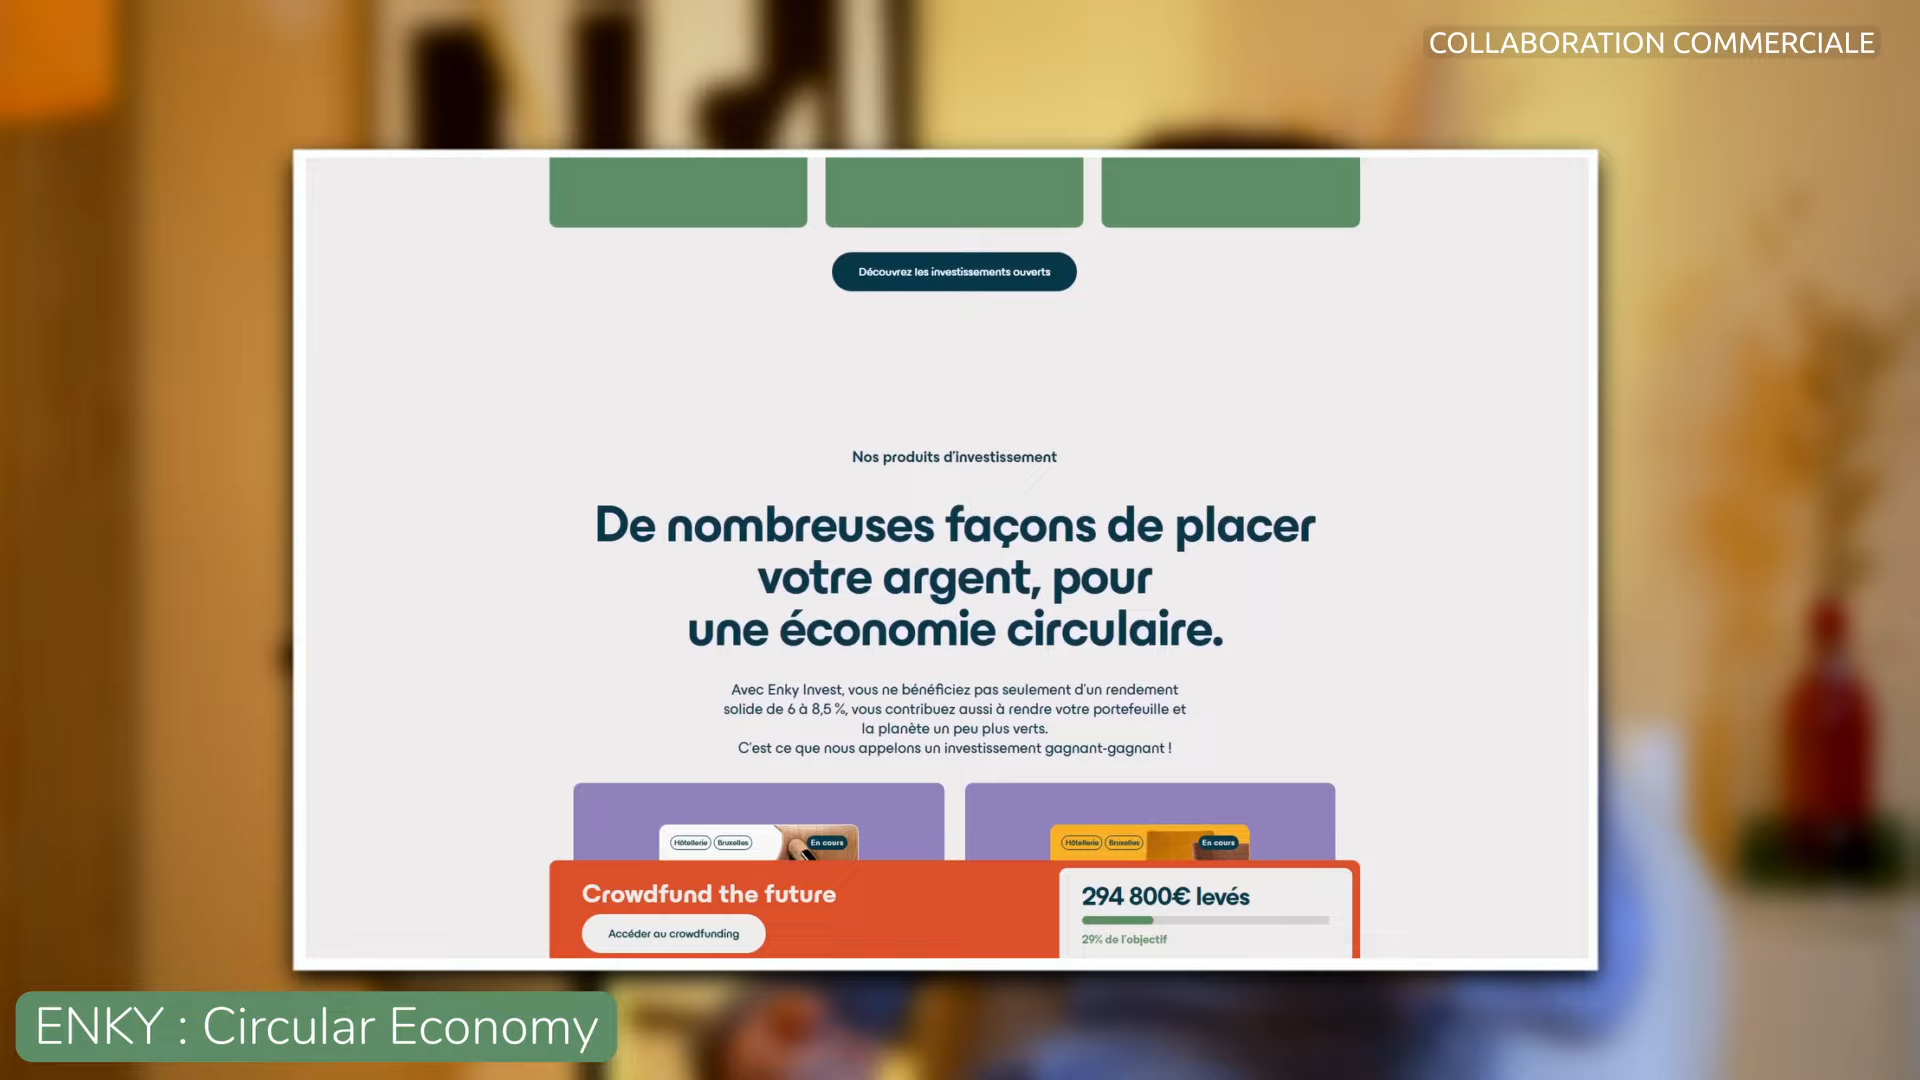 COLLABORATION COMMERCIALE
Découvrez les investissements ouverts
Nos produits d'investissement
De nombreuses façons de placer
votre argent, pour
une économie circulaire.
Avec Enky Invest, vous ne bénéficiez pas seulement d'un rendement
solide de 6 à 8,5 %, vous contribuez aussi à rendre votre portefeuille et
la planète un peu plus verts.
C'est ce que nous appelons un investissement gagnant-gagnant !
Hôtellerie Bruxelles En cours
Hôtellerie Bruxelles En cours
Crowdfund the future
Accéder au crowdfunding
294 800€ levés
29% de l'objectif
ENKY : Circular Economy